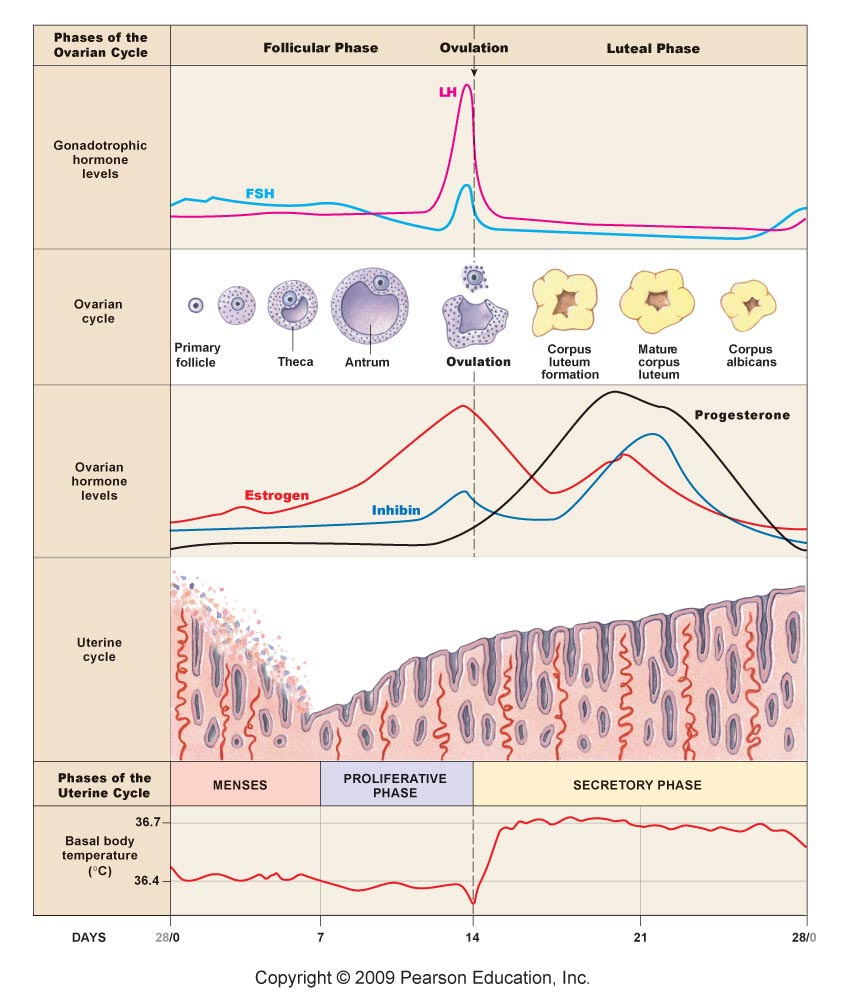 Phases of the
Ovarian Cycle
Follicular Phase
Ovulation
Luteal Phase
Gonadotrophic
hormone
levels
LH
FSH
Ovarian
cycle
Primary
follicle
Theca
Antrum
Ovulation
Corpus
luteum
formation
Mature
corpus
luteum
Corpus
albicans
Ovarian
hormone
levels
Estrogen
Inhibin
Progesterone
Uterine
cycle
Phases of the
Uterine Cycle
MENSES
PROLIFERATIVE
PHASE
SECRETORY PHASE
Basal body
temperature
(°C)
36.7
36.4
DAYS
28/0
7
14
21
28/0
Copyright © 2009 Pearson Education, Inc.